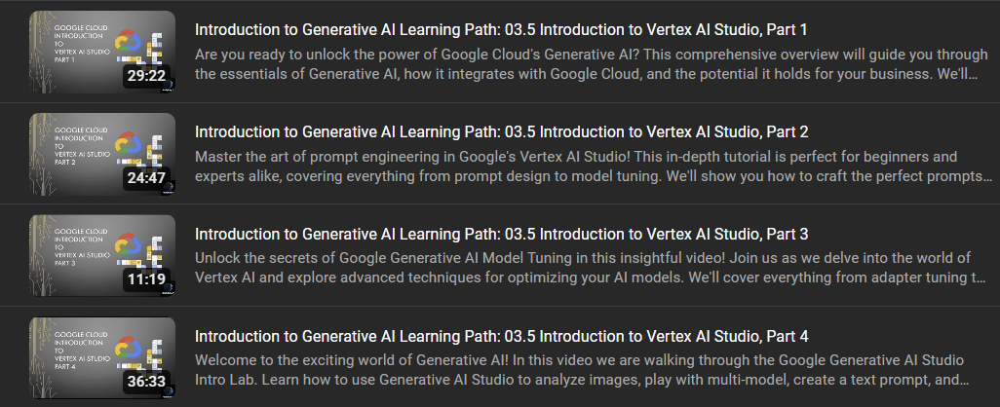 GOOGLE CLOUD
INTRODUCTION
TO
VERTEX AI STUDIO
PART 1
29:22
Introduction to Generative AI Learning Path: 03.5 Introduction to Vertex AI Studio, Part 1
Are you ready to unlock the power of Google Cloud's Generative AI? This comprehensive overview will guide you through
the essentials of Generative AI, how it integrates with Google Cloud, and the potential it holds for your business. We'll...
GOOGLE CLOUD
INTRODUCTION
TO
VERTEX AI STUDIO
PART 2
24:47
Introduction to Generative AI Learning Path: 03.5 Introduction to Vertex AI Studio, Part 2
Master the art of prompt engineering in Google's Vertex AI Studio! This in-depth tutorial is perfect for beginners and
experts alike, covering everything from prompt design to model tuning. We'll show you how to craft the perfect prompts...
GOOGLE CLOUD
INTRODUCTION
TO
VERTEX AI STUDIO
PART 3
11:19
Introduction to Generative AI Learning Path: 03.5 Introduction to Vertex AI Studio, Part 3
Unlock the secrets of Google Generative AI Model Tuning in this insightful video! Join us as we delve into the world of
Vertex AI and explore advanced techniques for optimizing your AI models. We'll cover everything from adapter tuning t...
GOOGLE CLOUD
INTRODUCTION
TO
VERTEX AI STUDIO
PART 4
36:33
Introduction to Generative AI Learning Path: 03.5 Introduction to Vertex AI Studio, Part 4
Welcome to the exciting world of Generative AI! In this video we are walking through the Google Generative AI Studio
Intro Lab. Learn how to use Generative AI Studio to analyze images, play with multi-model, create a text prompt, and...